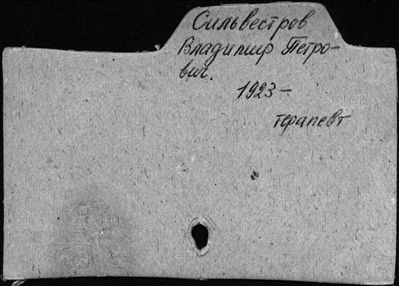 Сильвестров
Владимир Петро-
вич.
1923-
терапевт